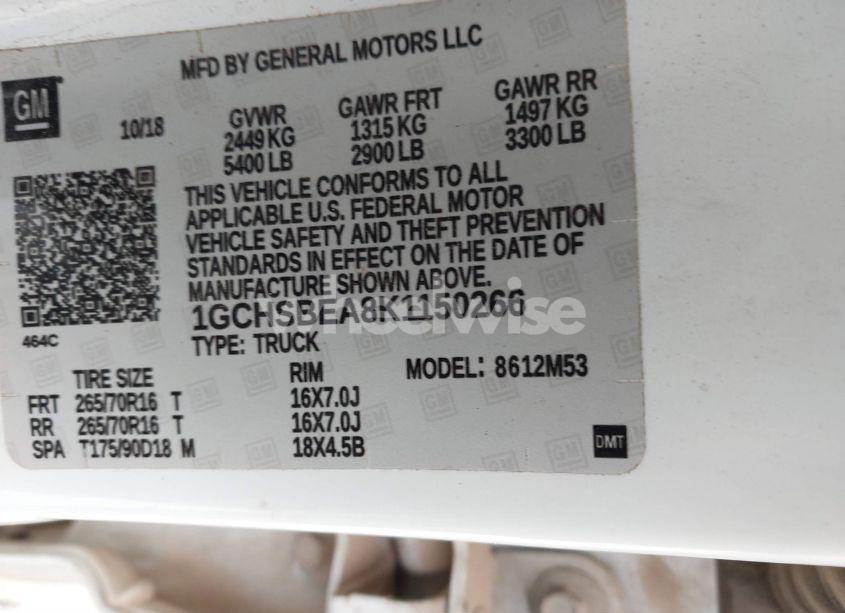 MFD BY GENERAL MOTORS LLC
GM
10/18
GVWR GAWR FRT GAWR RR
2449 KG 1315 KG 1497 KG
5400 LB 2900 LB 3300 LB
THIS VEHICLE CONFORMS TO ALL
APPLICABLE U.S. FEDERAL MOTOR
VEHICLE SAFETY AND THEFT PREVENTION
STANDARDS IN EFFECT ON THE DATE OF
MANUFACTURE SHOWN ABOVE.
1GCHSBEA8K1150266
464C
TYPE: TRUCK
MODEL: 8612M53
TIRE SIZE RIM
FRT 265/70R16 T 16X7.0J
RR 265/70R16 T 16X7.0J
SPA T175/90D18 M 18X4.5B
DMT